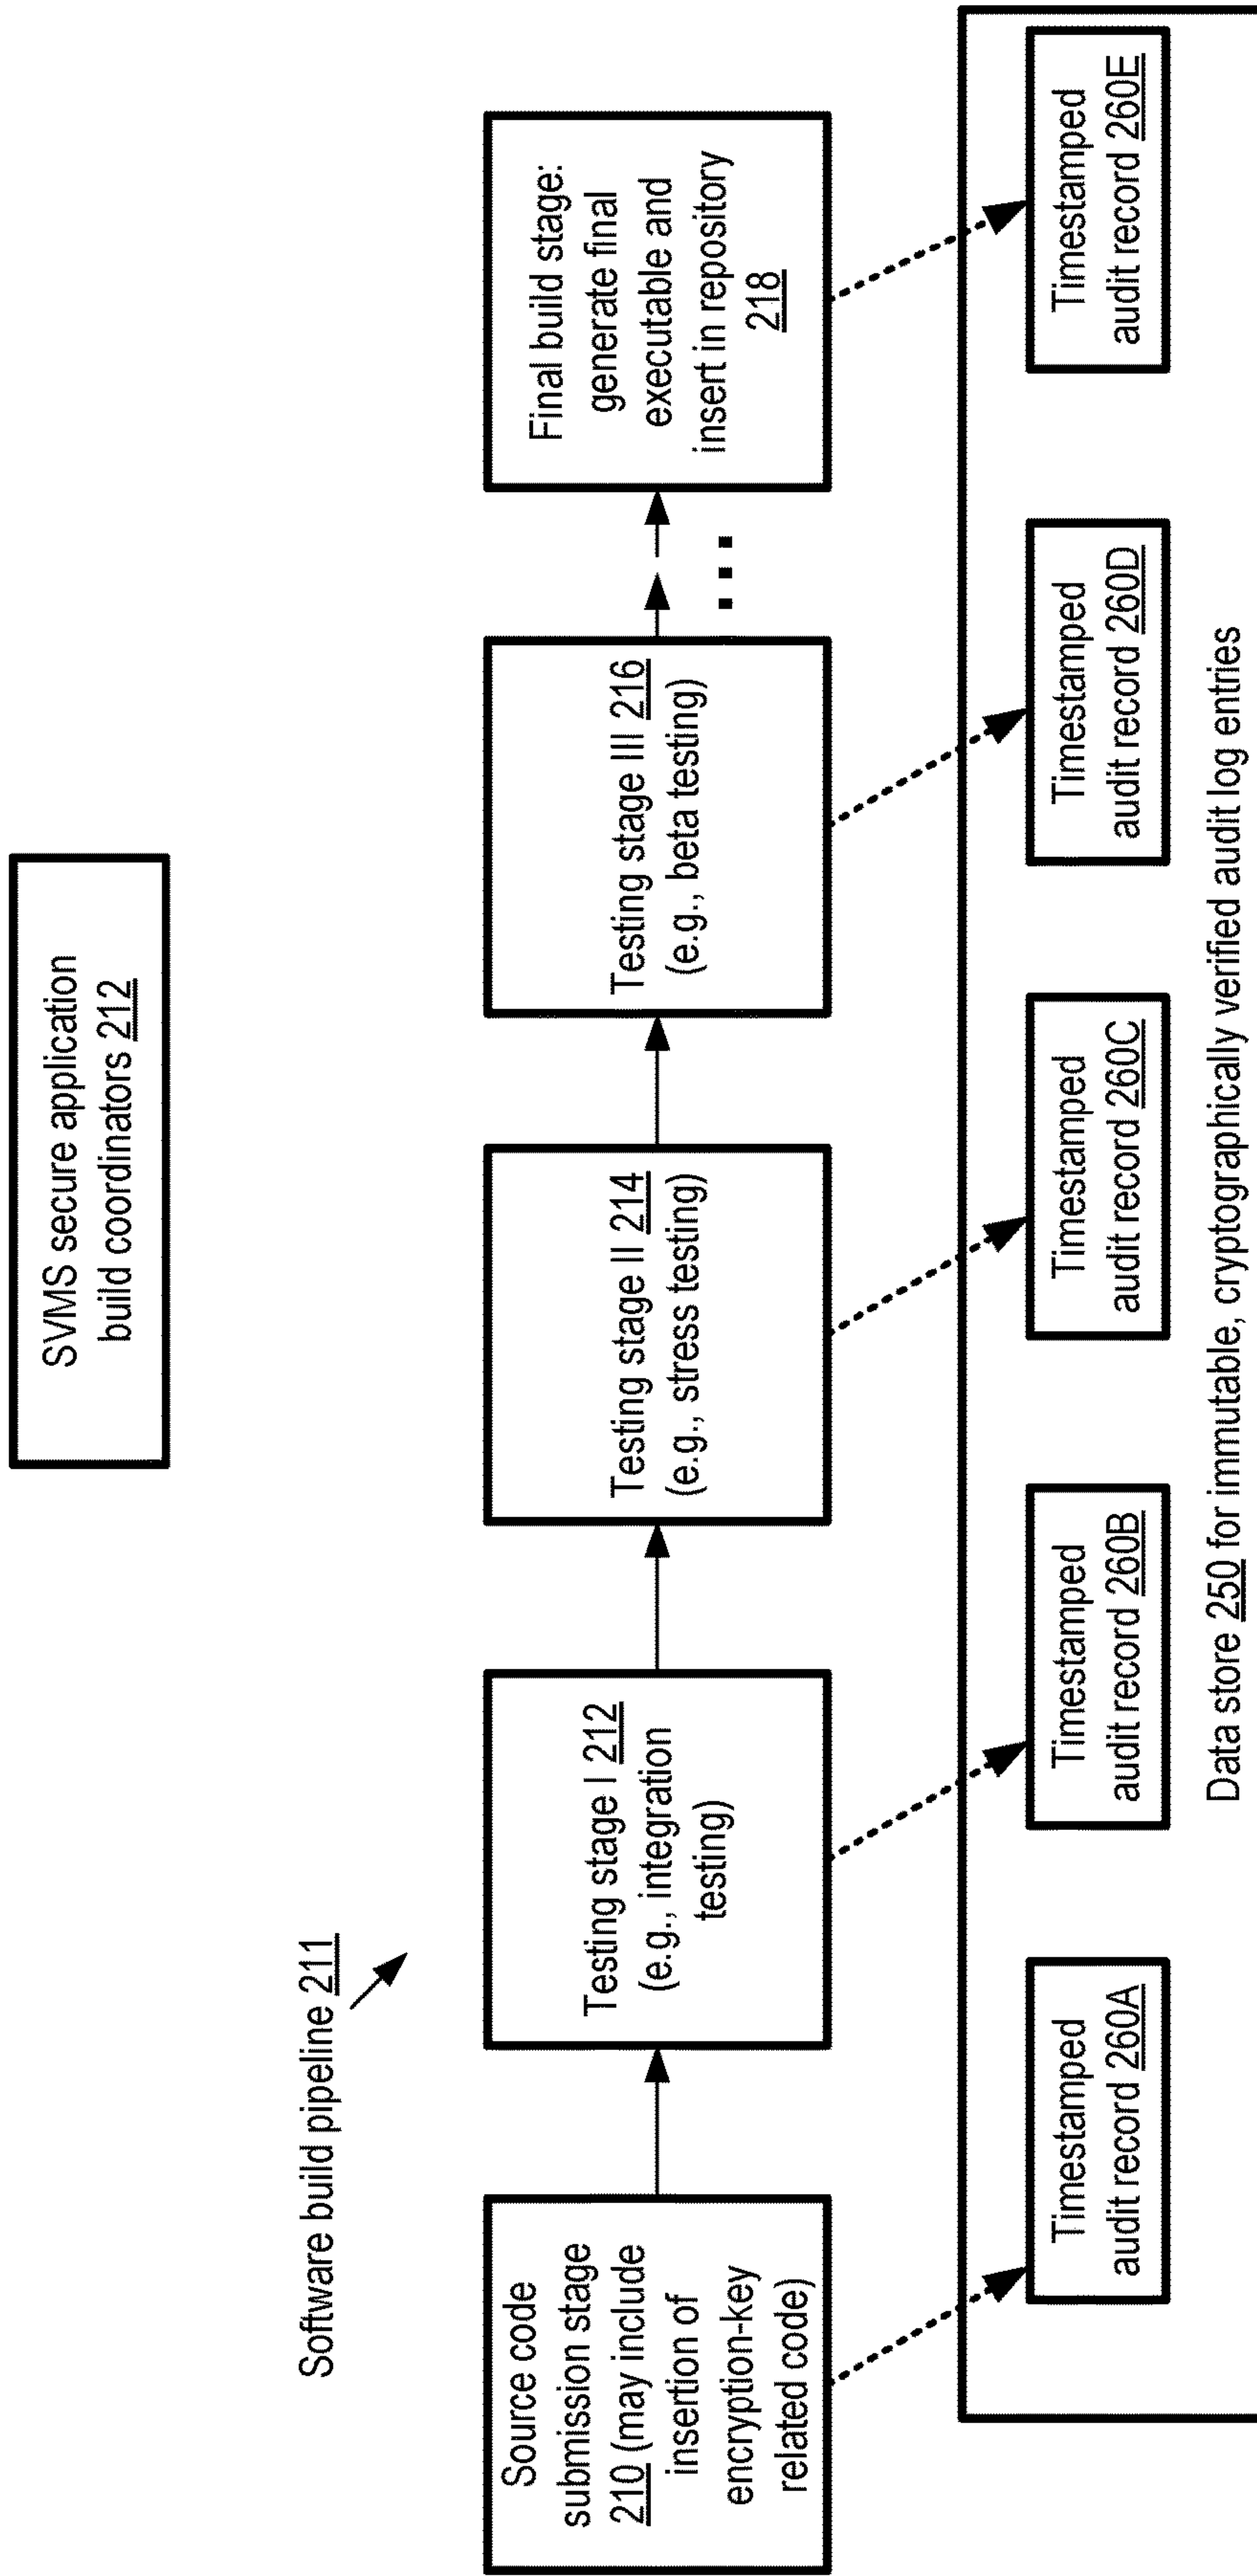 SVMS secure application
build coordinators 212
Software build pipeline 211
Source code
submission stage
210 (may include
insertion of
encryption-key
related code)
Testing stage I 212
(e.g., integration
testing)
Testing stage II 214
(e.g., stress testing)
Testing stage III 216
(e.g., beta testing)
...
Final build stage:
generate final
executable and
insert in repository
218
Timestamped
audit record 260A
Timestamped
audit record 260B
Timestamped
audit record 260C
Timestamped
audit record 260D
Timestamped
audit record 260E
Data store 250 for immutable, cryptographically verified audit log entries